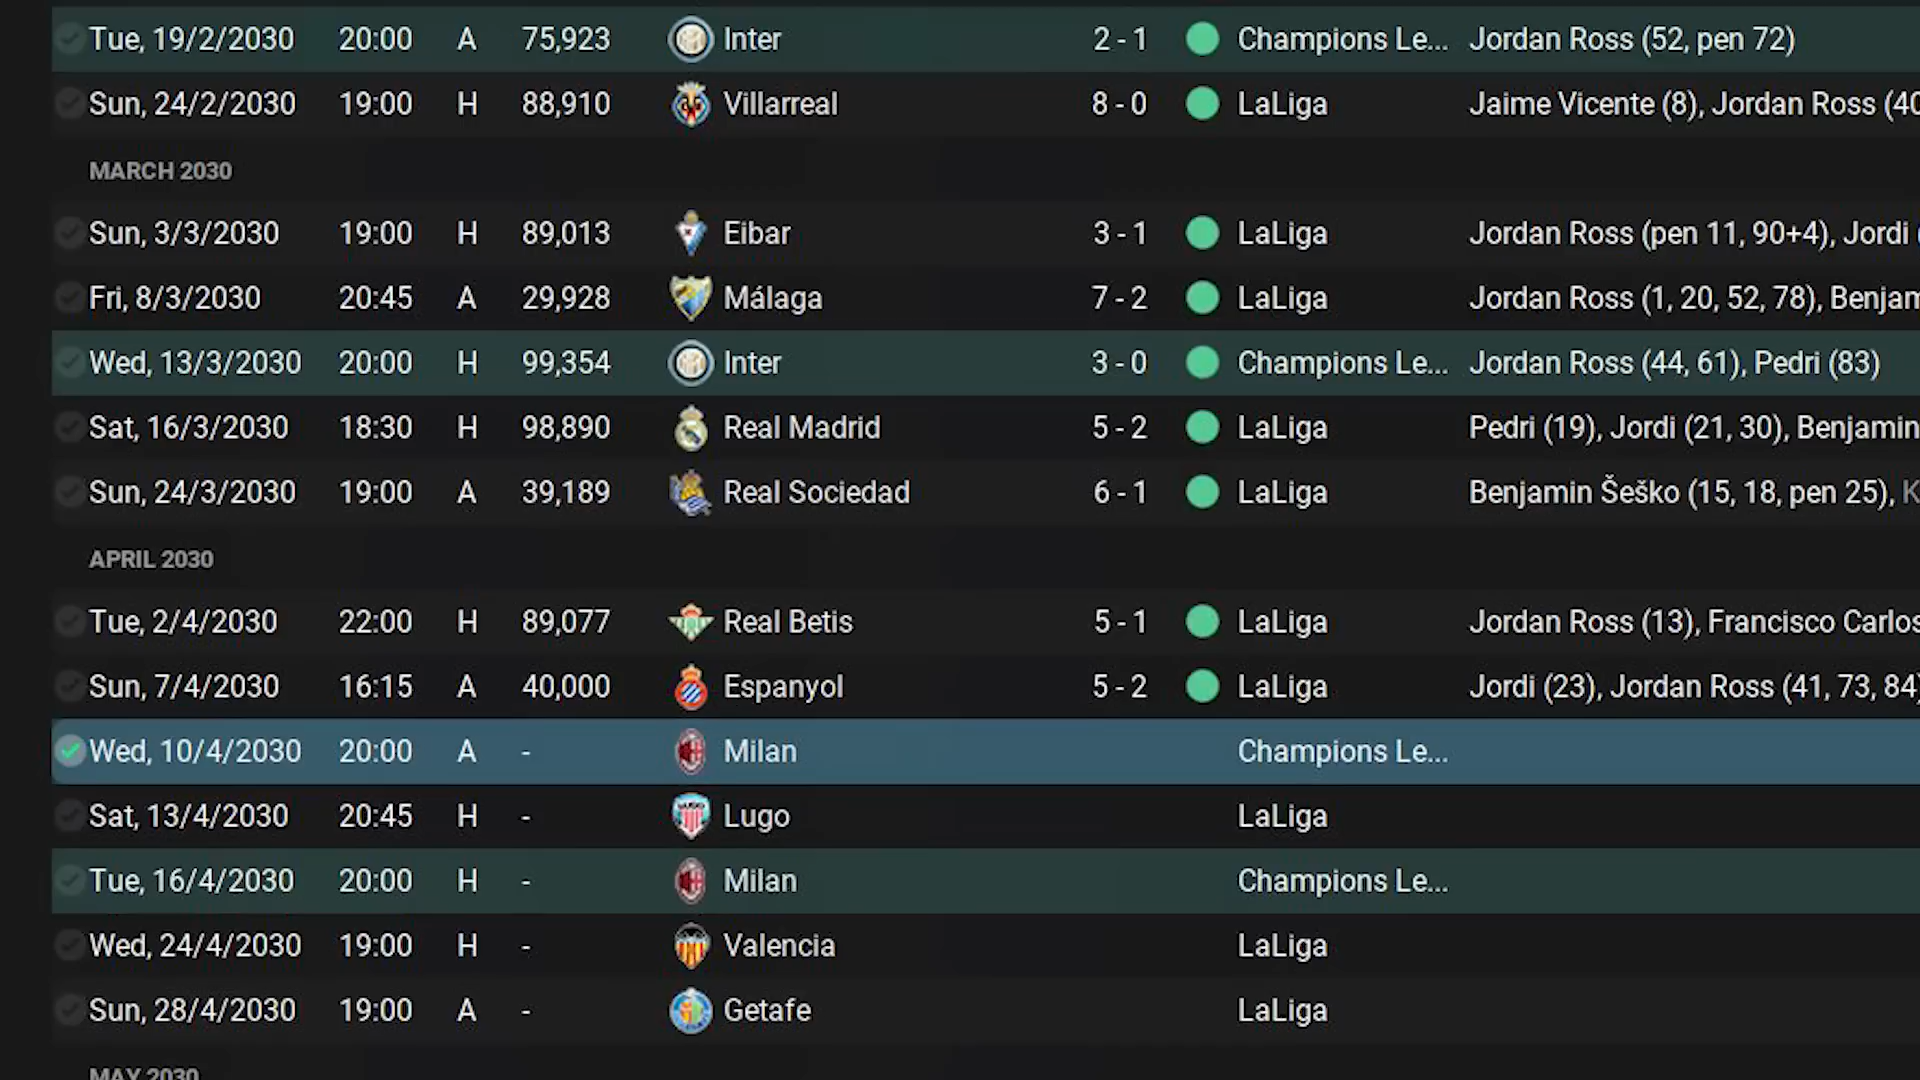 Tue, 19/2/2030 20:00 A 75,923 Inter 2 - 1 Champions Le... Jordan Ross (52, pen 72)
Sun, 24/2/2030 19:00 H 88,910 Villarreal 8 - 0 LaLiga Jaime Vicente (8), Jordan Ross (40
MARCH 2030
Sun, 3/3/2030 19:00 H 89,013 Eibar 3 - 1 LaLiga Jordan Ross (pen 11, 90+4), Jordi (
Fri, 8/3/2030 20:45 A 29,928 Málaga 7 - 2 LaLiga Jordan Ross (1, 20, 52, 78), Benjam
Wed, 13/3/2030 20:00 H 99,354 Inter 3 - 0 Champions Le... Jordan Ross (44, 61), Pedri (83)
Sat, 16/3/2030 18:30 H 98,890 Real Madrid 5 - 2 LaLiga Pedri (19), Jordi (21, 30), Benjamin
Sun, 24/3/2030 19:00 A 39,189 Real Sociedad 6 - 1 LaLiga Benjamin Šeško (15, 18, pen 25), K
APRIL 2030
Tue, 2/4/2030 22:00 H 89,077 Real Betis 5 - 1 LaLiga Jordan Ross (13), Francisco Carlos
Sun, 7/4/2030 16:15 A 40,000 Espanyol 5 - 2 LaLiga Jordi (23), Jordan Ross (41, 73, 84)
Wed, 10/4/2030 20:00 A - Milan Champions Le...
Sat, 13/4/2030 20:45 H - Lugo LaLiga
Tue, 16/4/2030 20:00 H - Milan Champions Le...
Wed, 24/4/2030 19:00 H - Valencia LaLiga
Sun, 28/4/2030 19:00 A - Getafe LaLiga
MAY 2030